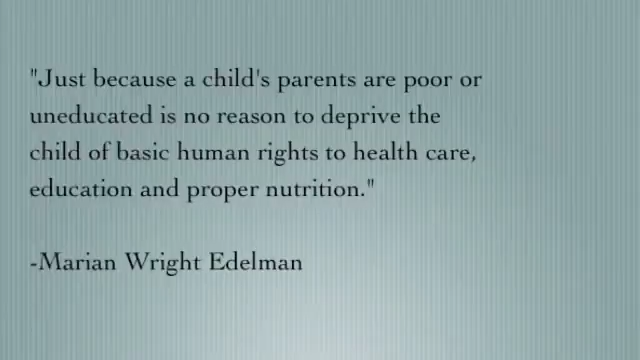 "Just because a child's parents are poor or
uneducated is no reason to deprive the
child of basic human rights to health care,
education and proper nutrition."
-Marian Wright Edelman